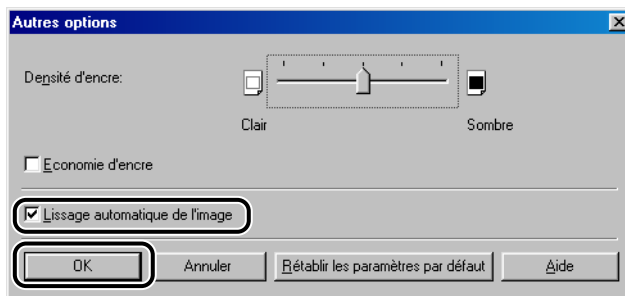 Autres options
Densité d'encre:
Clair
Sombre
Economie d'encre
Lissage automatique de l'image
OK
Annuler
Rétablir les paramètres par défaut
Aide